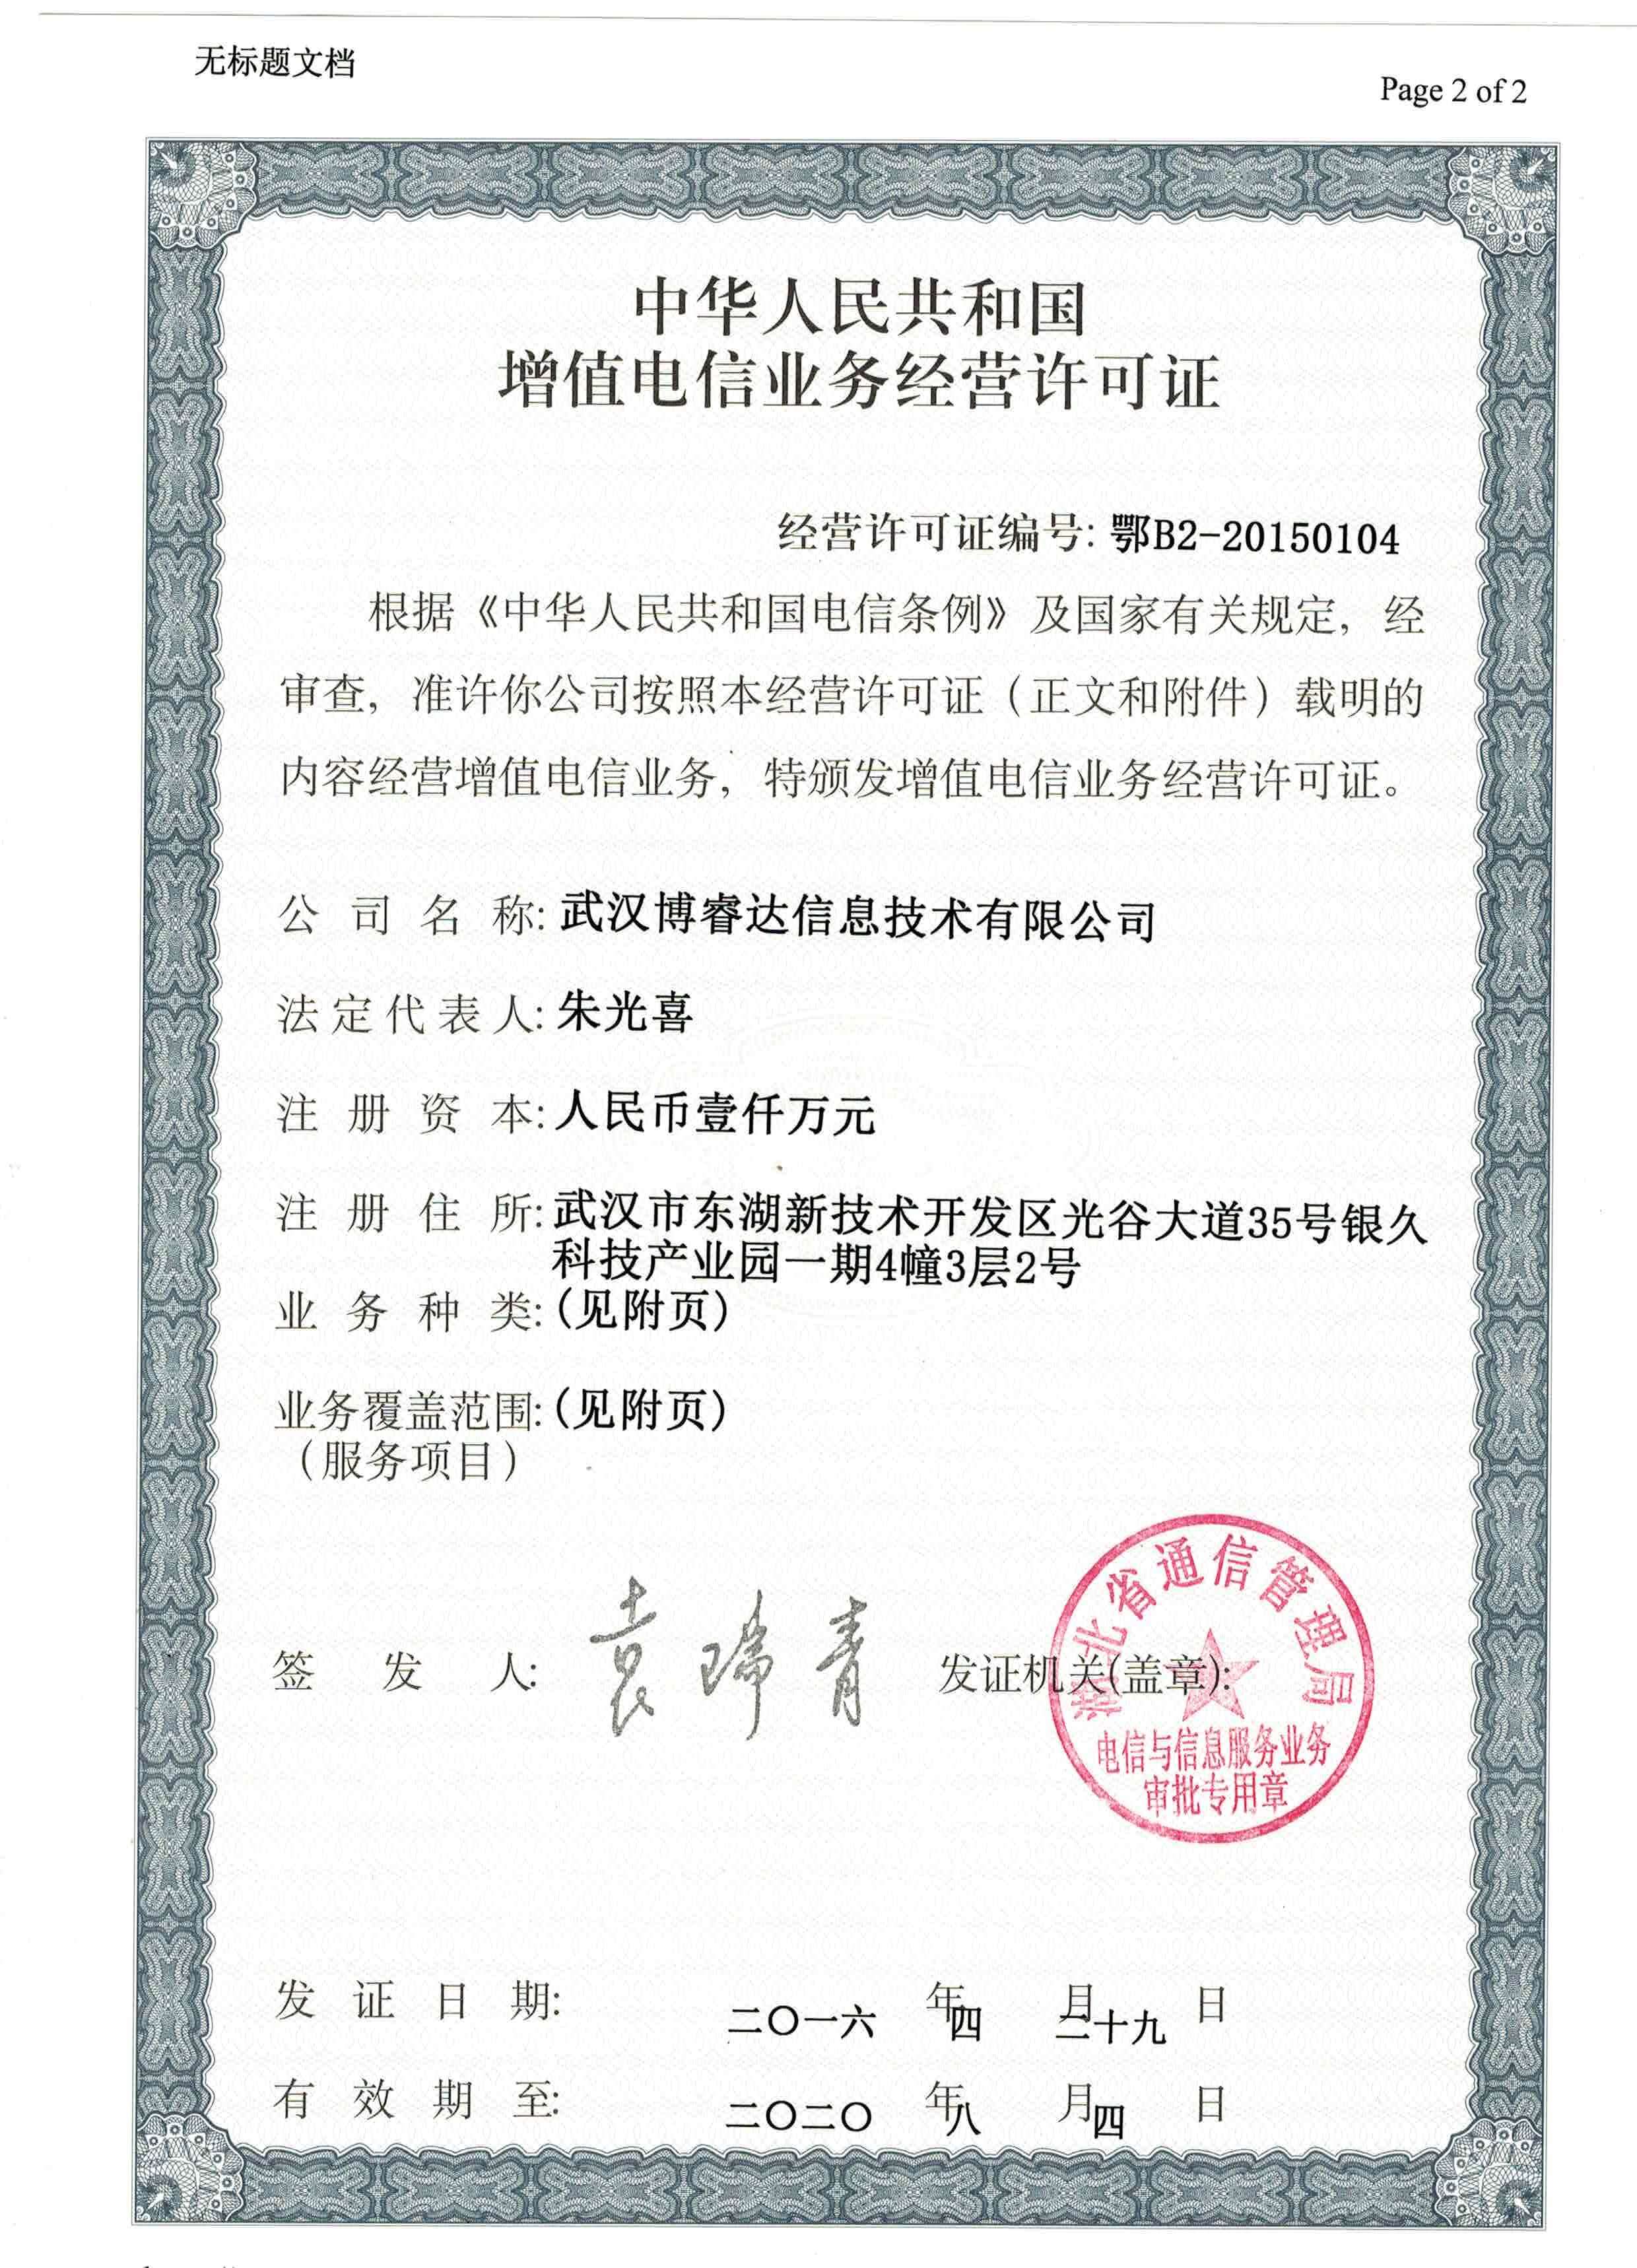 无标题文档
Page 2 of 2
中华人民共和国
增值电信业务经营许可证
经营许可证编号: 鄂B2-20150104
根据《中华人民共和国电信条例》及国家有关规定，经
审查，准许你公司按照本经营许可证（正文和附件）载明的
内容经营增值电信业务，特颁发增值电信业务经营许可证。
公司名称: 武汉博睿达信息技术有限公司
法定代表人: 朱光喜
注册资本: 人民币壹仟万元
注册住所: 武汉市东湖新技术开发区光谷大道35号银久
科技产业园一期4幢3层2号
业务种类: (见附页)
业务覆盖范围: (见附页)
（服务项目）
签发人: 袁瑞青 发证机关(盖章):
湖北省通信管理局
电信与信息服务业务
审批专用章
发证日期: 二〇一六年四月二十九日
有效期至: 二〇二〇年八月四日